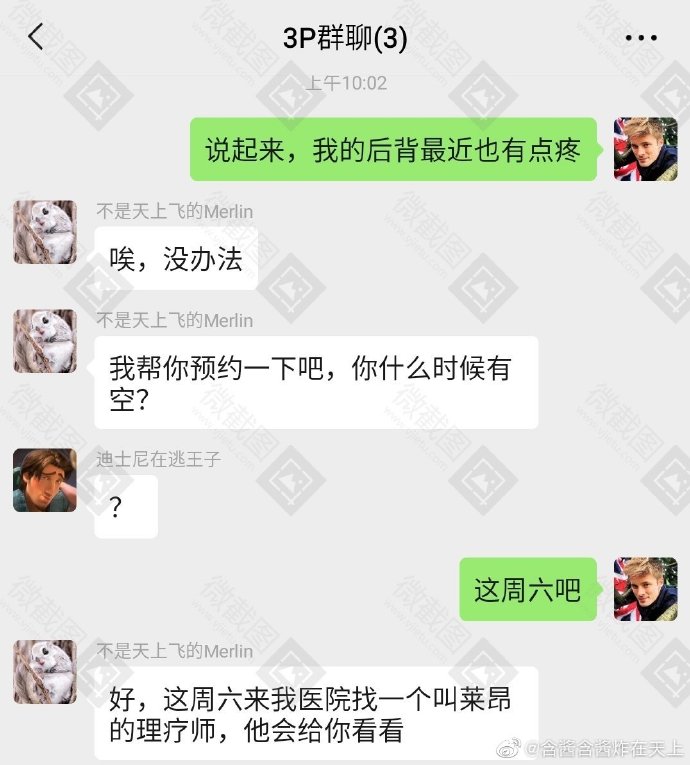 3P群聊(3)
上午10:02
说起来，我的后背最近也有点疼
不是天上飞的Merlin
唉，没办法
不是天上飞的Merlin
我帮你预约一下吧，你什么时候有
空？
迪士尼在逃王子
？
这周六吧
不是天上飞的Merlin
好，这周六来我医院找一个叫莱昂
的理疗师，他会给你看看
@含酱含酱炸在天上
微截图